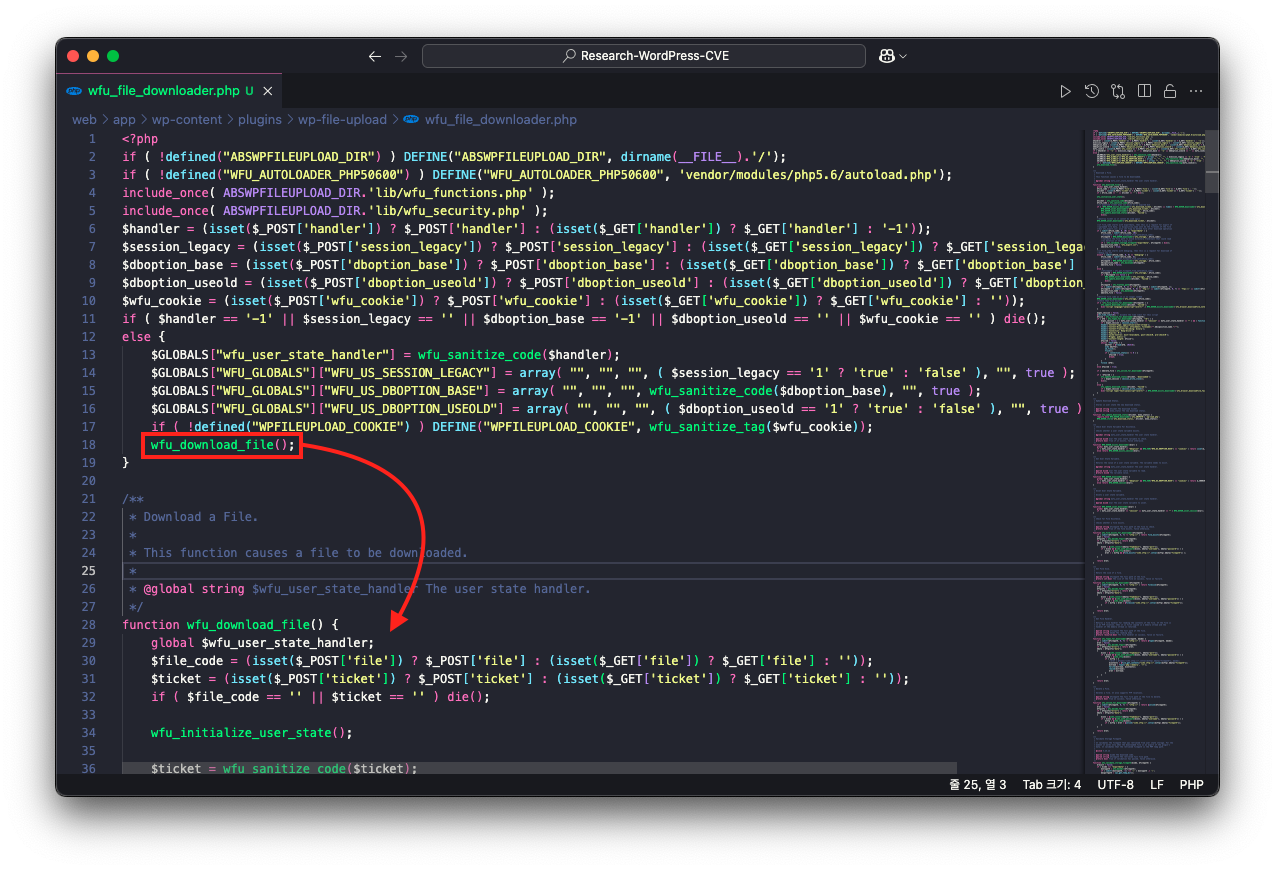 Research-WordPress-CVE
wfu_file_downloader.php U
web > app > wp-content > plugins > wp-file-upload > wfu_file_downloader.php
1 <?php
2 if ( !defined("ABSWPFILEUPLOAD_DIR") ) DEFINE("ABSWPFILEUPLOAD_DIR", dirname(__FILE__).'/');
3 if ( !defined("WFU_AUTOLOADER_PHP50600") ) DEFINE("WFU_AUTOLOADER_PHP50600", 'vendor/modules/php5.6/autoload.php');
4 include_once( ABSWPFILEUPLOAD_DIR.'lib/wfu_functions.php' );
5 include_once( ABSWPFILEUPLOAD_DIR.'lib/wfu_security.php' );
6 $handler = (isset($_POST['handler']) ? $_POST['handler'] : (isset($_GET['handler']) ? $_GET['handler'] : '-1'));
7 $session_legacy = (isset($_POST['session_legacy']) ? $_POST['session_legacy'] : (isset($_GET['session_legacy']) ? $_GET['session_lega
8 $dboption_base = (isset($_POST['dboption_base']) ? $_POST['dboption_base'] : (isset($_GET['dboption_base']) ? $_GET['dboption_base']
9 $dboption_useold = (isset($_POST['dboption_useold']) ? $_POST['dboption_useold'] : (isset($_GET['dboption_useold']) ? $_GET['dboption
10 $wfu_cookie = (isset($_POST['wfu_cookie']) ? $_POST['wfu_cookie'] : (isset($_GET['wfu_cookie']) ? $_GET['wfu_cookie'] : ''));
11 if ( $handler == '-1' || $session_legacy == '' || $dboption_base == '-1' || $dboption_useold == '' || $wfu_cookie == '' ) die();
12 else {
13 $GLOBALS["wfu_user_state_handler"] = wfu_sanitize_code($handler);
14 $GLOBALS["WFU_GLOBALS"]["WFU_US_SESSION_LEGACY"] = array( "", "", "", ( $session_legacy == '1' ? 'true' : 'false' ), "", true );
15 $GLOBALS["WFU_GLOBALS"]["WFU_US_DBOPTION_BASE"] = array( "", "", "", wfu_sanitize_code($dboption_base), "", true );
16 $GLOBALS["WFU_GLOBALS"]["WFU_US_DBOPTION_USEOLD"] = array( "", "", "", ( $dboption_useold == '1' ? 'true' : 'false' ), "", true )
17 if ( !defined("WPFILEUPLOAD_COOKIE") ) DEFINE("WPFILEUPLOAD_COOKIE", wfu_sanitize_tag($wfu_cookie));
18 wfu_download_file();
19 }
20
21 /**
22 * Download a File.
23 *
24 * This function causes a file to be downloaded.
25 *
26 * @global string $wfu_user_state_handler The user state handler.
27 */
28 function wfu_download_file() {
29 global $wfu_user_state_handler;
30 $file_code = (isset($_POST['file']) ? $_POST['file'] : (isset($_GET['file']) ? $_GET['file'] : ''));
31 $ticket = (isset($_POST['ticket']) ? $_POST['ticket'] : (isset($_GET['ticket']) ? $_GET['ticket'] : ''));
32 if ( $file_code == '' || $ticket == '' ) die();
33
34 wfu_initialize_user_state();
35
36 $ticket = wfu_sanitize_code($ticket);
줄 25, 열 3 Tab 크기: 4 UTF-8 LF PHP